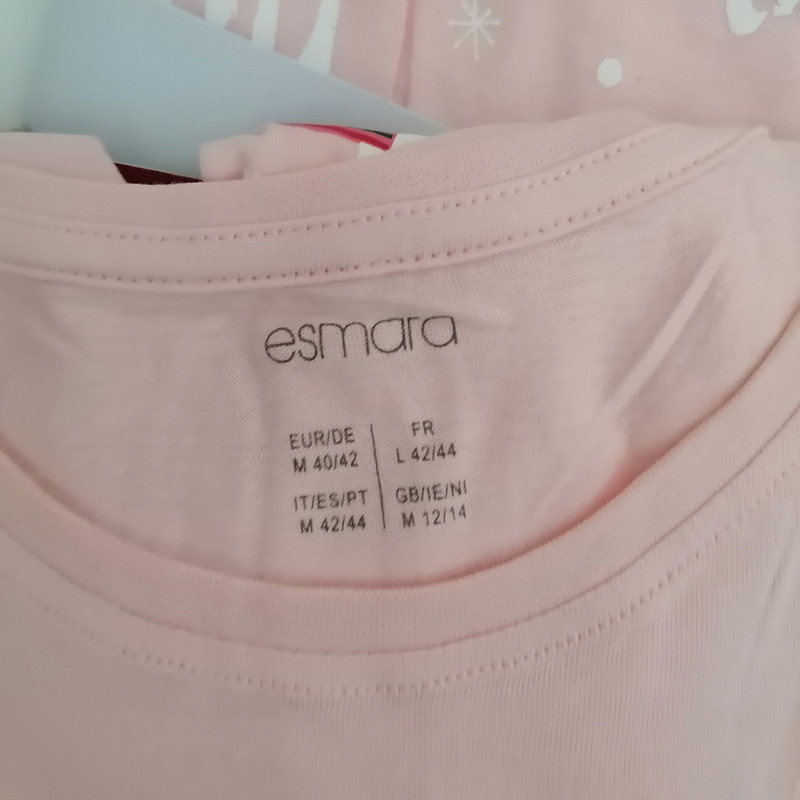 esmara
EUR/DE
M 40/42
FR
L 42/44
IT/ES/PT
M 42/44
GB/IE/NI
M 12/14